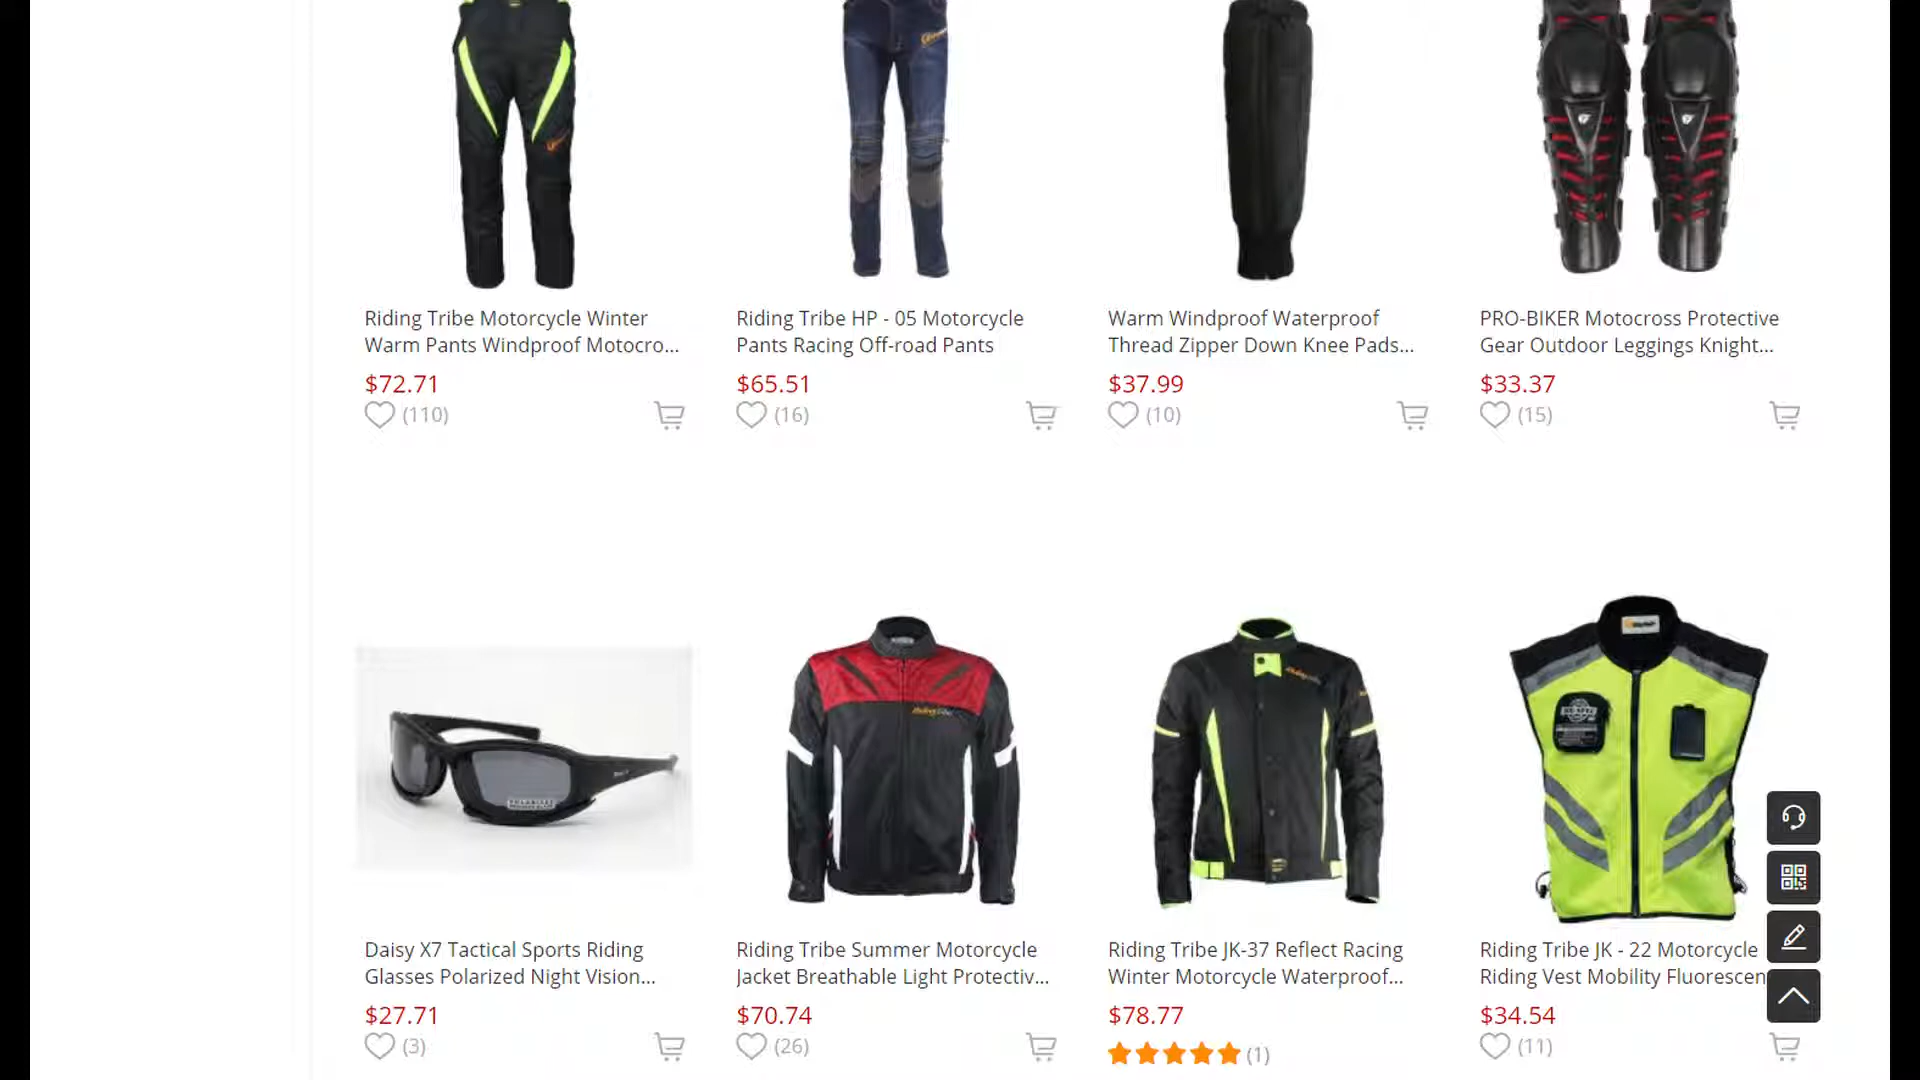 Riding Tribe Motorcycle Winter
Warm Pants Windproof Motocro...
$72.71
(110)
Riding Tribe HP - 05 Motorcycle
Pants Racing Off-road Pants
$65.51
(16)
Warm Windproof Waterproof
Thread Zipper Down Knee Pads...
$37.99
(10)
PRO-BIKER Motocross Protective
Gear Outdoor Leggings Knight...
$33.37
(15)
POLARIZED
Daisy X7 Tactical Sports Riding
Glasses Polarized Night Vision...
$27.71
(3)
Riding Tribe Summer Motorcycle
Jacket Breathable Light Protectiv...
$70.74
(26)
Riding Tribe JK-37 Reflect Racing
Winter Motorcycle Waterproof...
$78.77
(1)
Riding Tribe JK - 22 Motorcycle
Riding Vest Mobility Fluorescen
$34.54
(11)